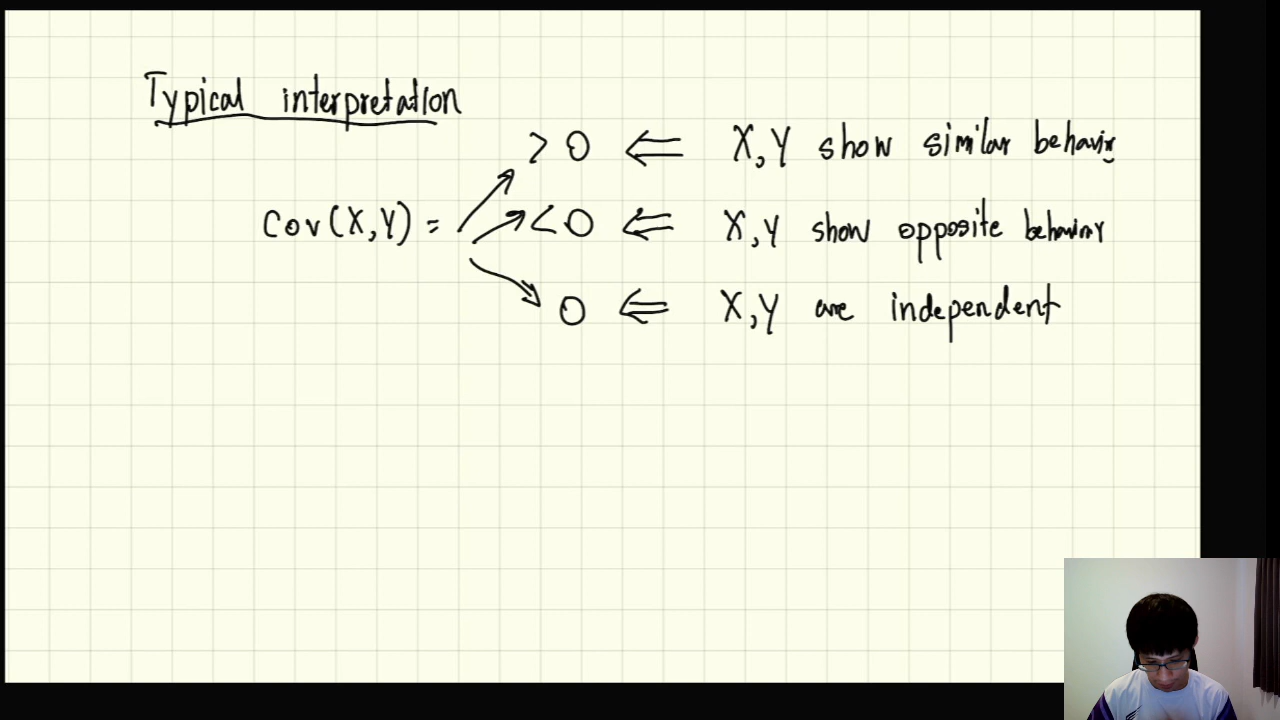 Typical interpretation
> 0 ⇐ X,Y show similar behavior
Cov(X,Y) = < 0 ⇐ X,Y show opposite behavior
0 ⇐ X,Y are independent